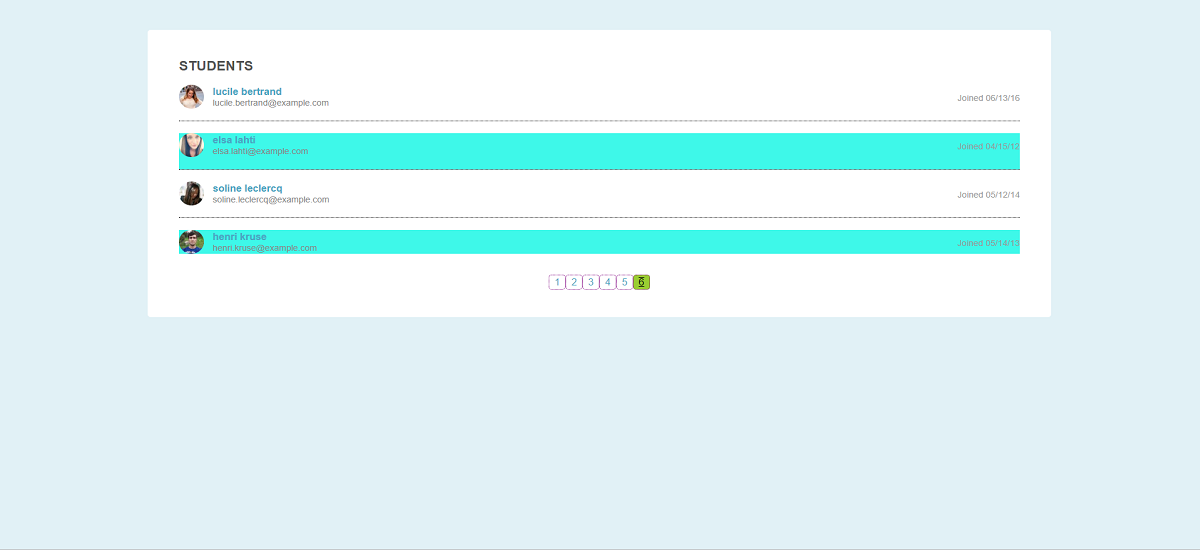 STUDENTS
lucile bertrand
lucile.bertrand@example.com
Joined 06/13/16
elsa lahti
elsa.lahti@example.com
Joined 04/15/12
soline leclercq
soline.leclercq@example.com
Joined 05/12/14
henri kruse
henri.kruse@example.com
Joined 05/14/13
1 2 3 4 5 6